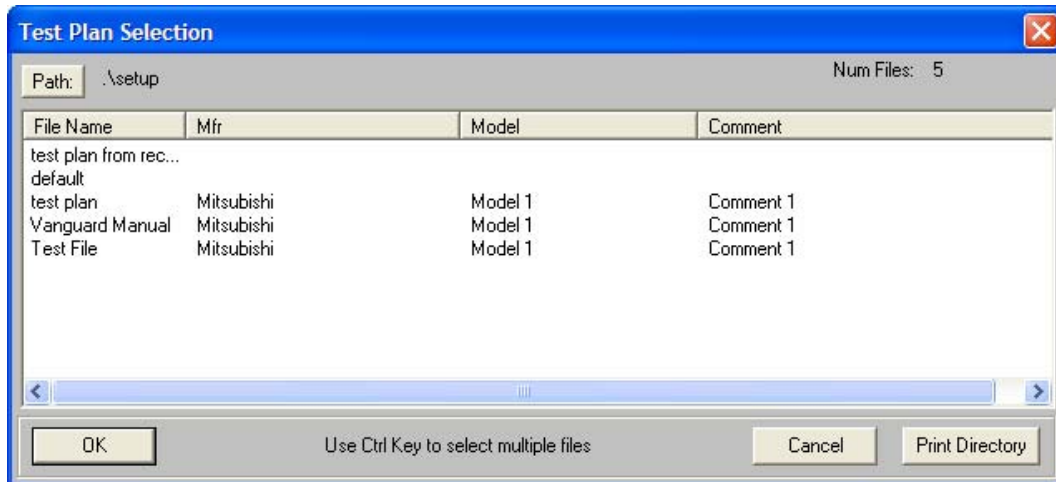 Test Plan Selection
Path: .\setup Num Files: 5
File Name Mfr Model Comment
test plan from rec...
default
test plan Mitsubishi Model 1 Comment 1
Vanguard Manual Mitsubishi Model 1 Comment 1
Test File Mitsubishi Model 1 Comment 1
OK Use Ctrl Key to select multiple files Cancel Print Directory